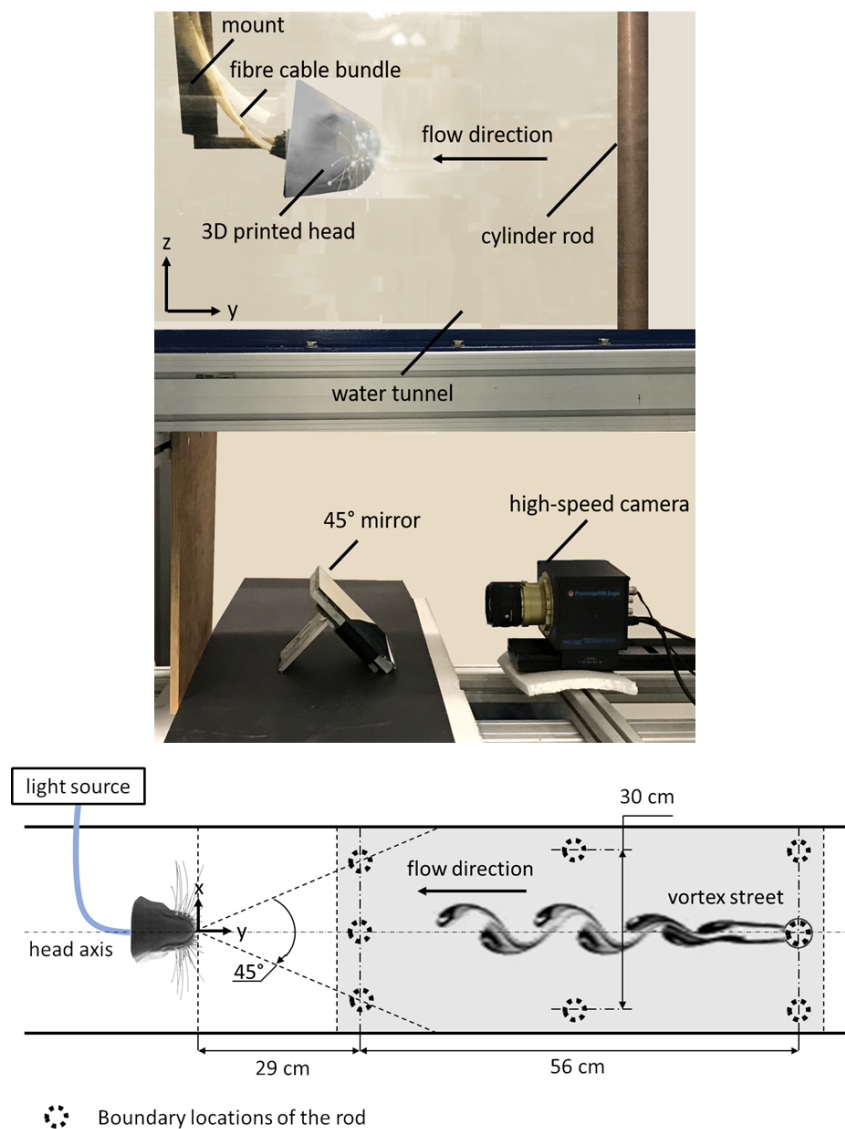 mount
fibre cable bundle
flow direction
3D printed head
cylinder rod
z
y
water tunnel
45° mirror
high-speed camera
light source
30 cm
flow direction
vortex street
x
y
head axis
45°
29 cm
56 cm
Boundary locations of the rod